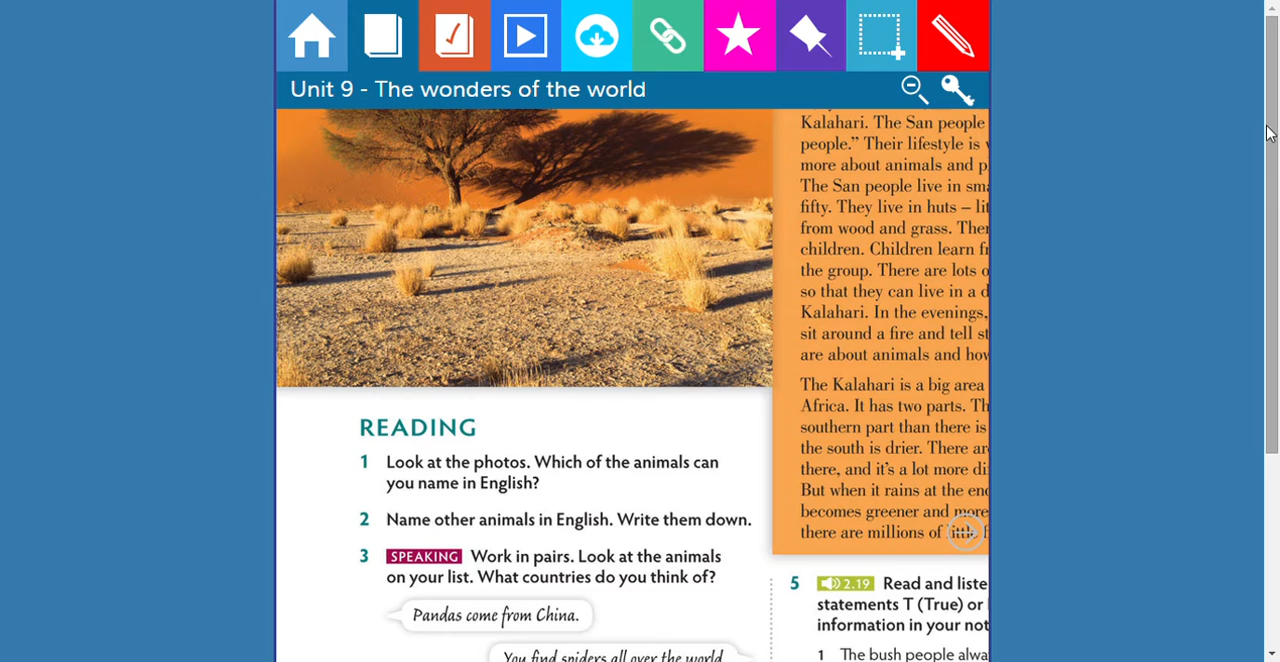 Unit 9 - The wonders of the world
Kalahari. The San people
people.” Their lifestyle is
more about animals and
The San people live in
fifty. They live in huts –
from wood and grass.
children. Children learn
the group. There are lots
so that they can live in a
Kalahari. In the evenings,
sit around a fire and tell
are about animals and how
The Kalahari is a big area
Africa. It has two parts.
southern part than there is
the south is drier. There
there, and it’s a lot more
But when it rains at the
becomes greener and more
there are millions of little
READING
1 Look at the photos. Which of the animals can
you name in English?
2 Name other animals in English. Write them down.
3 SPEAKING Work in pairs. Look at the animals
on your list. What countries do you think of?
Pandas come from China.
You find spiders all over the world
5 2.19 Read and liste
statements T (True) or
information in your not
1 The bush people alwa